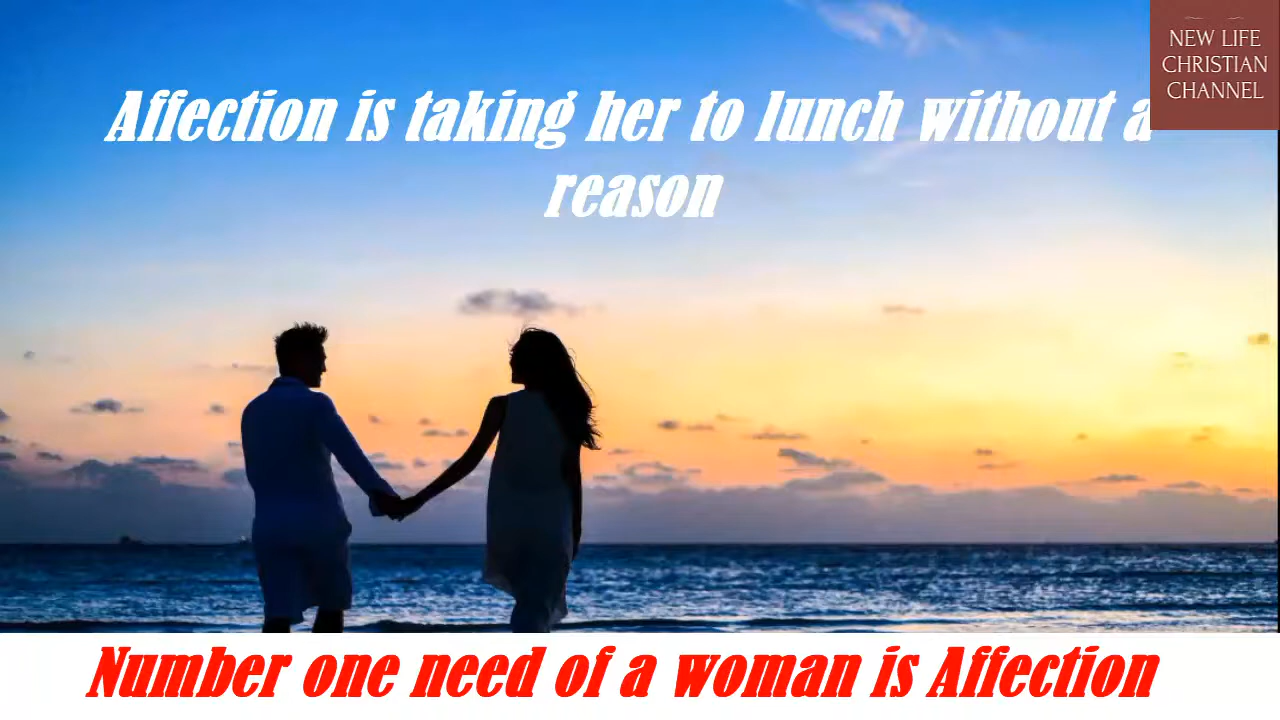 NEW LIFE
CHRISTIAN
CHANNEL
Affection is taking her to lunch without a
reason
Number one need of a woman is Affection